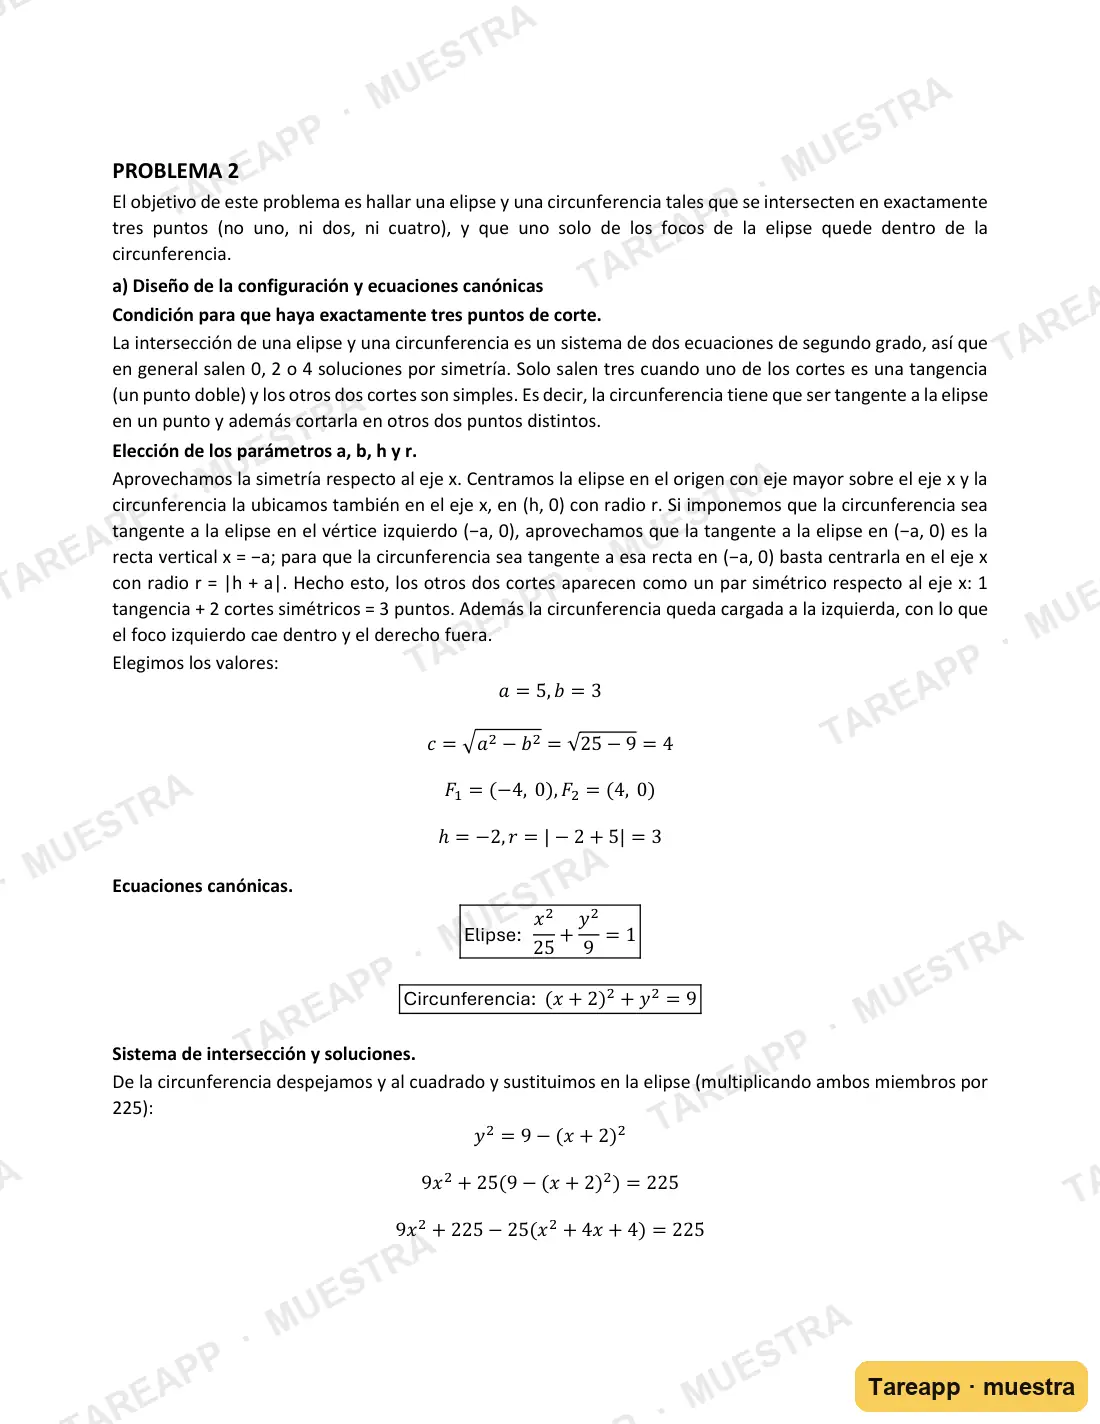 PROBLEMA 2
El objetivo de este problema es hallar una elipse y una circunferencia tales que se intersecten en exactamente
tres puntos (no uno, ni dos, ni cuatro), y que uno solo de los focos de la elipse quede dentro de la
circunferencia.
a) Diseño de la configuración y ecuaciones canónicas
Condición para que haya exactamente tres puntos de corte.
La intersección de una elipse y una circunferencia es un sistema de dos ecuaciones de segundo grado, así que
en general salen 0, 2 o 4 soluciones por simetría. Solo salen tres cuando uno de los cortes es una tangencia
(un punto doble) y los otros dos cortes son simples. Es decir, la circunferencia tiene que ser tangente a la elipse
en un punto y además cortarla en otros dos puntos distintos.
Elección de los parámetros a, b, h y r.
Aprovechamos la simetría respecto al eje x. Centramos la elipse en el origen con eje mayor sobre el eje x y la
circunferencia la ubicamos también en el eje x, en (h, 0) con radio r. Si imponemos que la circunferencia sea
tangente a la elipse en el vértice izquierdo (−a, 0), aprovechamos que la tangente a la elipse en (−a, 0) es la
recta vertical x = −a; para que la circunferencia sea tangente a esa recta en (−a, 0) basta centrarla en el eje x
con radio r = |h + a|. Hecho esto, los otros dos cortes aparecen como un par simétrico respecto al eje x: 1
tangencia + 2 cortes simétricos = 3 puntos. Además la circunferencia queda cargada a la izquierda, con lo que
el foco izquierdo cae dentro y el derecho fuera.
Elegimos los valores:
a = 5, b = 3
c = √(a² − b²) = √(25 − 9) = 4
F₁ = (−4, 0), F₂ = (4, 0)
h = −2, r = | − 2 + 5| = 3
Ecuaciones canónicas.
Elipse: x²/25 + y²/9 = 1
Circunferencia: (x + 2)² + y² = 9
Sistema de intersección y soluciones.
De la circunferencia despejamos y al cuadrado y sustituimos en la elipse (multiplicando ambos miembros por
225):
y² = 9 − (x + 2)²
9x² + 25(9 − (x + 2)²) = 225
9x² + 225 − 25(x² + 4x + 4) = 225
TAREAPP · MUESTRA
Tareapp · muestra